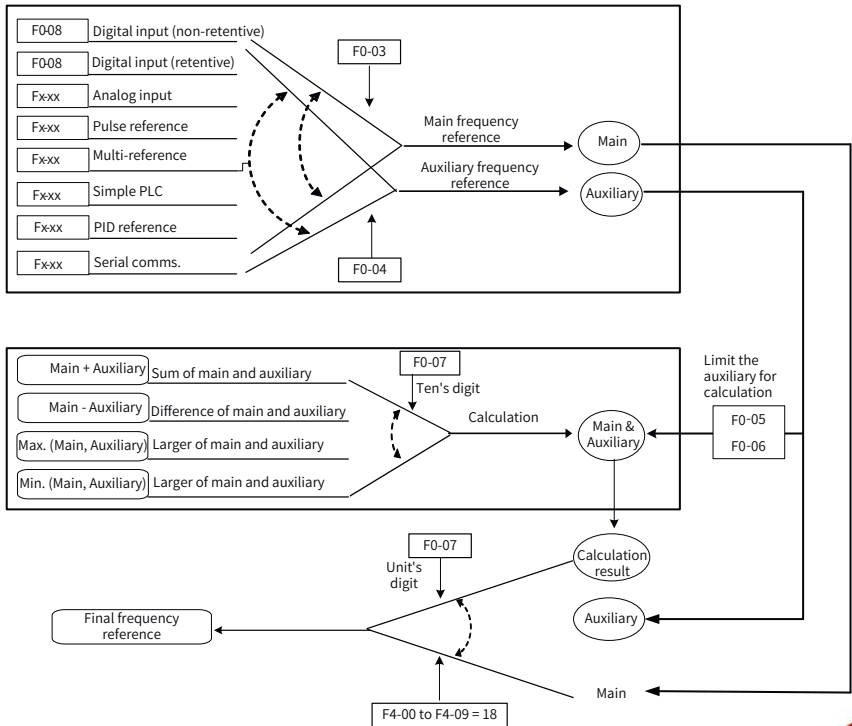 F0-08 Digital input (non-retentive)
F0-08 Digital input (retentive)
Fx-xx Analog input
Fx-xx Pulse reference
Fx-xx Multi-reference
Fx-xx Simple PLC
Fx-xx PID reference
Fx-xx Serial comms.
F0-03
F0-04
Main frequency
reference
Auxiliary frequency
reference
Main
Auxiliary
Main + Auxiliary Sum of main and auxiliary
Main - Auxiliary Difference of main and auxiliary
Max. (Main, Auxiliary) Larger of main and auxiliary
Min. (Main, Auxiliary) Larger of main and auxiliary
F0-07
Ten's digit
Calculation
Main &
Auxiliary
Limit the
auxiliary for
calculation
F0-05
F0-06
F0-07
Unit's
digit
Calculation
result
Final frequency
reference
Auxiliary
Main
F4-00 to F4-09 = 18